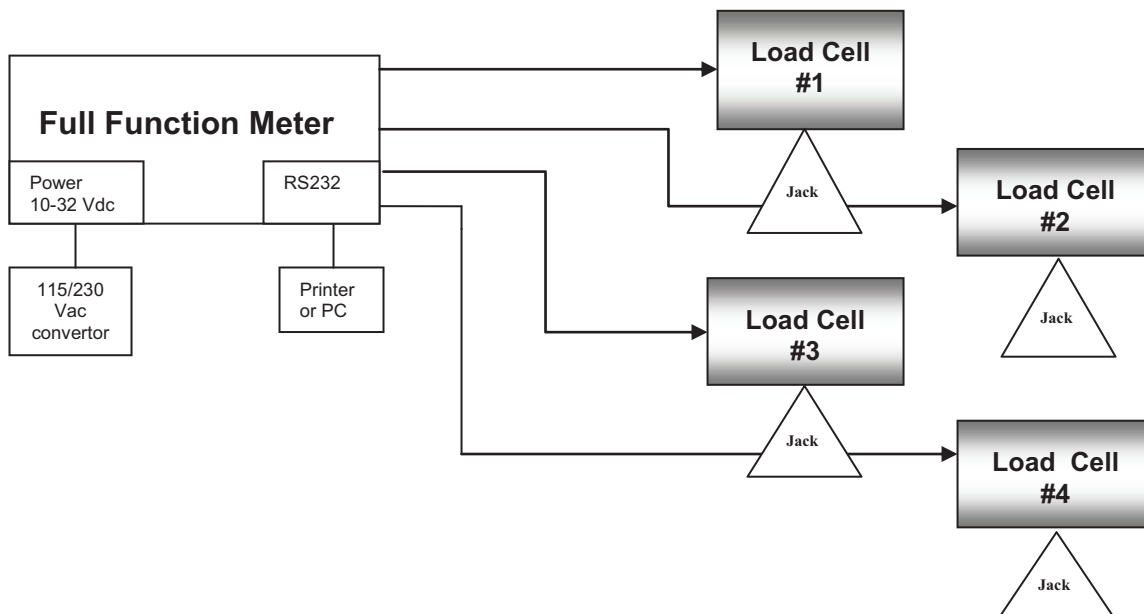 Full Function Meter
Power
10-32 Vdc
RS232
115/230
Vac
convertor
Printer
or PC
Load Cell
#1
Jack
Load Cell
#2
Jack
Load Cell
#3
Jack
Load  Cell
#4
Jack